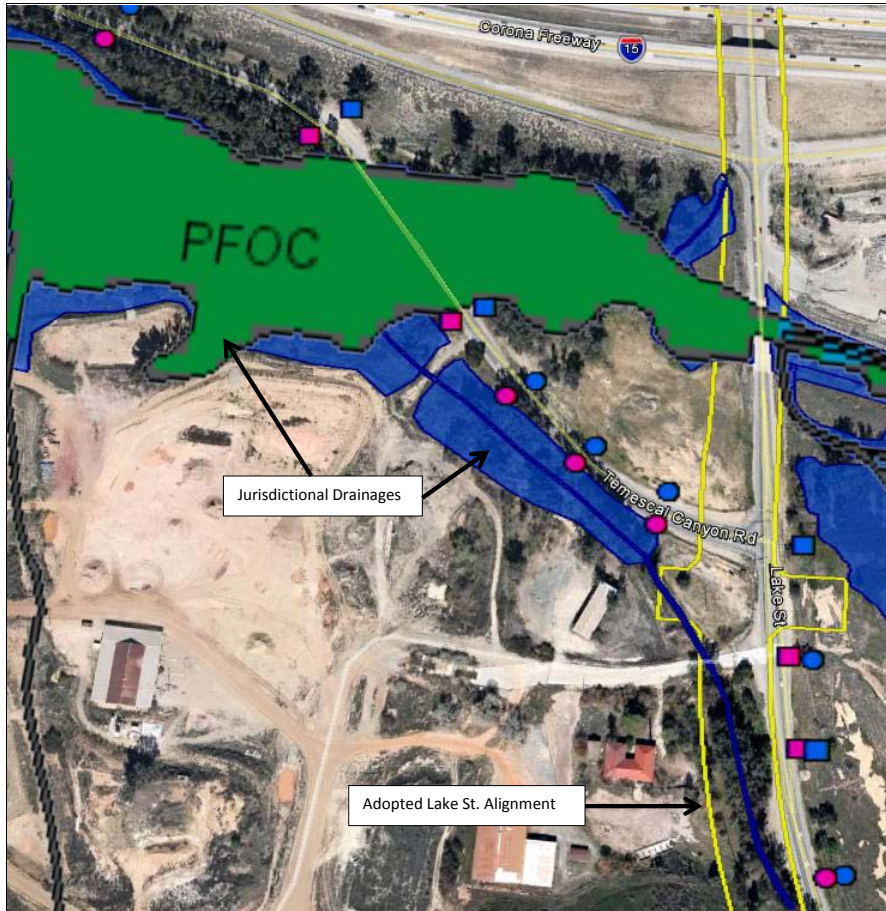 Corona Freeway
15
PFOC
Jurisdictional Drainages
Temescal Canyon Rd
Lake St
Adopted Lake St. Alignment